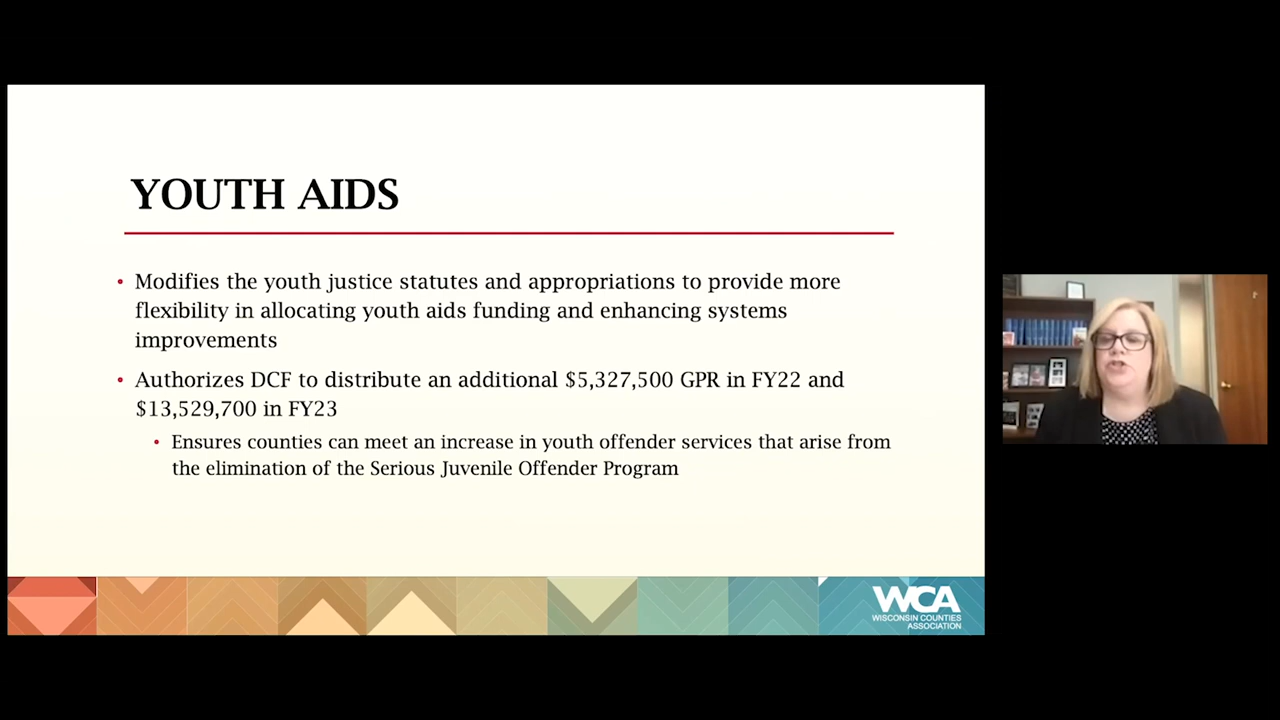 YOUTH AIDS
• Modifies the youth justice statutes and appropriations to provide more
flexibility in allocating youth aids funding and enhancing systems
improvements
• Authorizes DCF to distribute an additional $5,327,500 GPR in FY22 and
$13,529,700 in FY23
• Ensures counties can meet an increase in youth offender services that arise from
the elimination of the Serious Juvenile Offender Program
WCA
WISCONSIN COUNTIES
ASSOCIATION